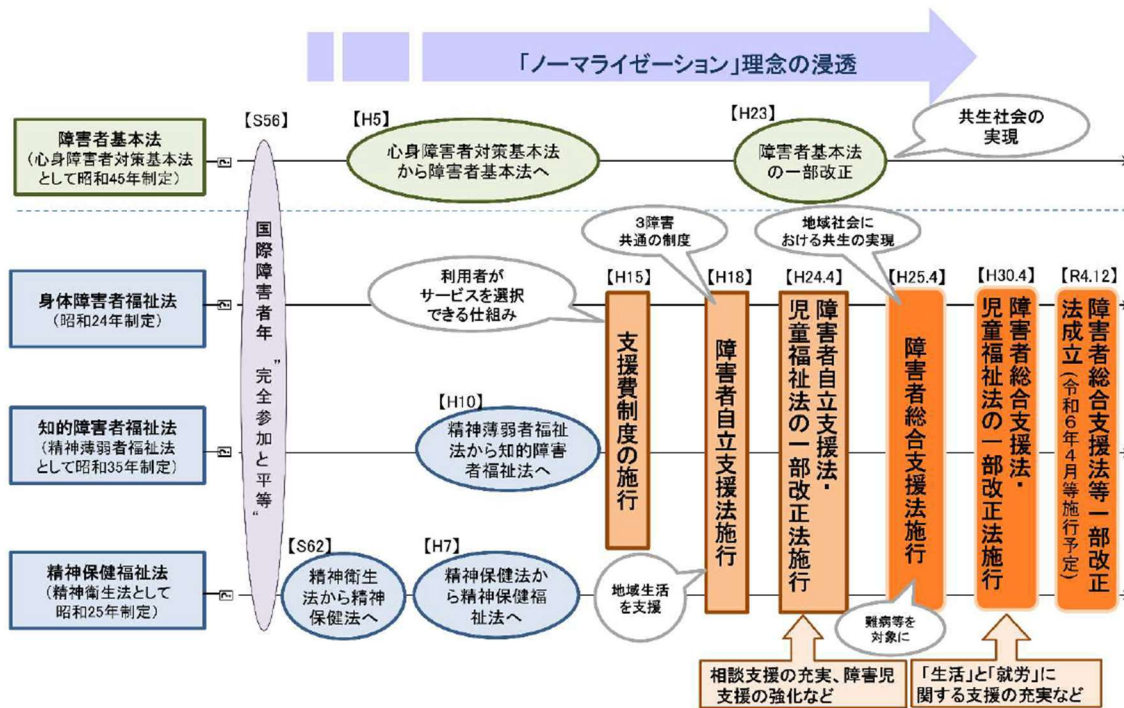 「ノーマライゼーション」理念の浸透
障害者基本法
(心身障害者対策基本法
として昭和45年制定)
【S56】
国際障害者年
"完全参加と平等"
【H5】
心身障害者対策基本法
から障害者基本法へ
【H23】
障害者基本法
の一部改正
共生社会の
実現
身体障害者福祉法
(昭和24年制定)
利用者が
サービスを選択
できる仕組み
3障害
共通の制度
地域社会に
おける共生の実現
知的障害者福祉法
(精神薄弱者福祉法
として昭和35年制定)
【H10】
精神薄弱者福祉
法から知的障害
者福祉法へ
精神保健福祉法
(精神衛生法として
昭和25年制定)
【S62】
精神衛生
法から精神
保健法へ
【H7】
精神保健法か
ら精神保健福
祉法へ
【H15】
支援費制度の施行
【H18】
障害者自立支援法施行
地域生活
を支援
【H24.4】
障害者自立支援法・
児童福祉法の一部改正法施行
相談支援の充実、障害児
支援の強化など
【H25.4】
障害者総合支援法施行
難病等を
対象に
【H30.4】
障害者総合支援法・
児童福祉法の一部改正法施行
「生活」と「就労」に
関する支援の充実など
【R4.12】
障害者総合支援法等一部改正
法成立(令和6年4月等施行予定)